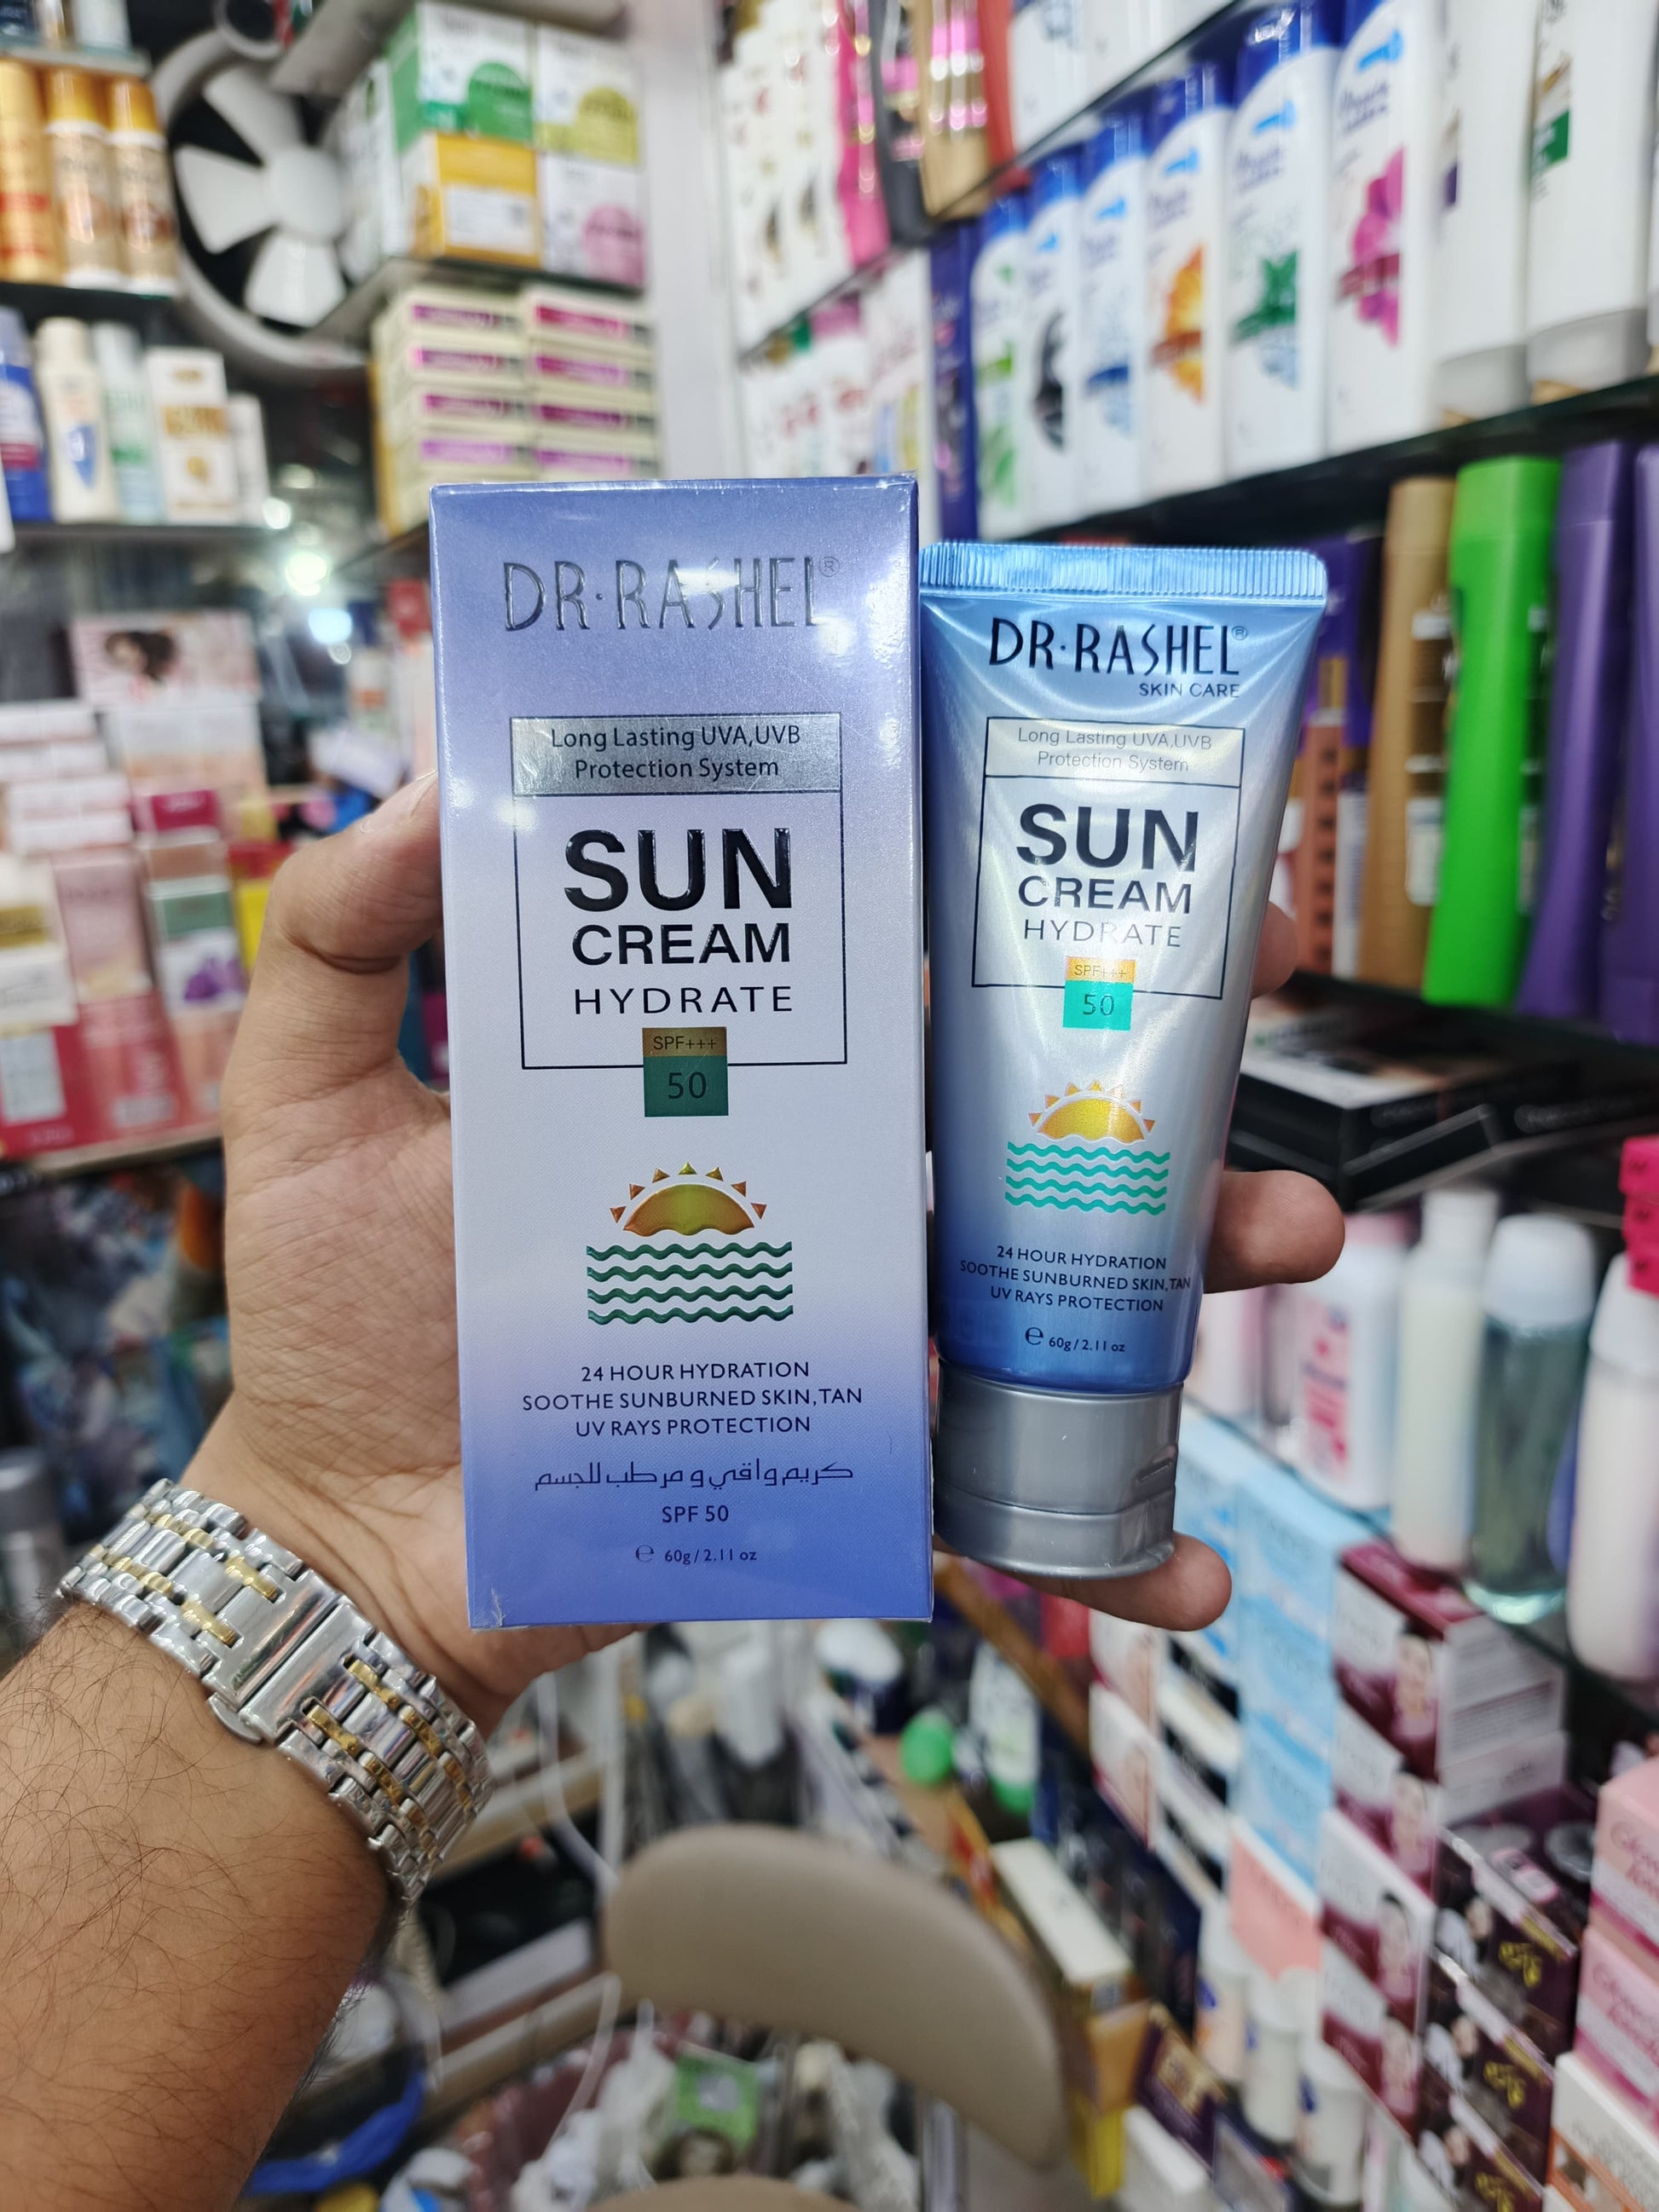 DR·RASHEL®
Long Lasting UVA,UVB
Protection System
SUN
CREAM
HYDRATE
SPF+++
50
24 HOUR HYDRATION
SOOTHE SUNBURNED SKIN,TAN
UV RAYS PROTECTION
كريم واقي و مرطب للجسم
SPF 50
℮ 60g/2.11 oz
DR·RASHEL®
SKIN CARE
Long Lasting UVA,UVB
Protection System
SUN
CREAM
HYDRATE
SPF+++
50
24 HOUR HYDRATION
SOOTHE SUNBURNED SKIN,TAN
UV RAYS PROTECTION
℮ 60g/2.11 oz